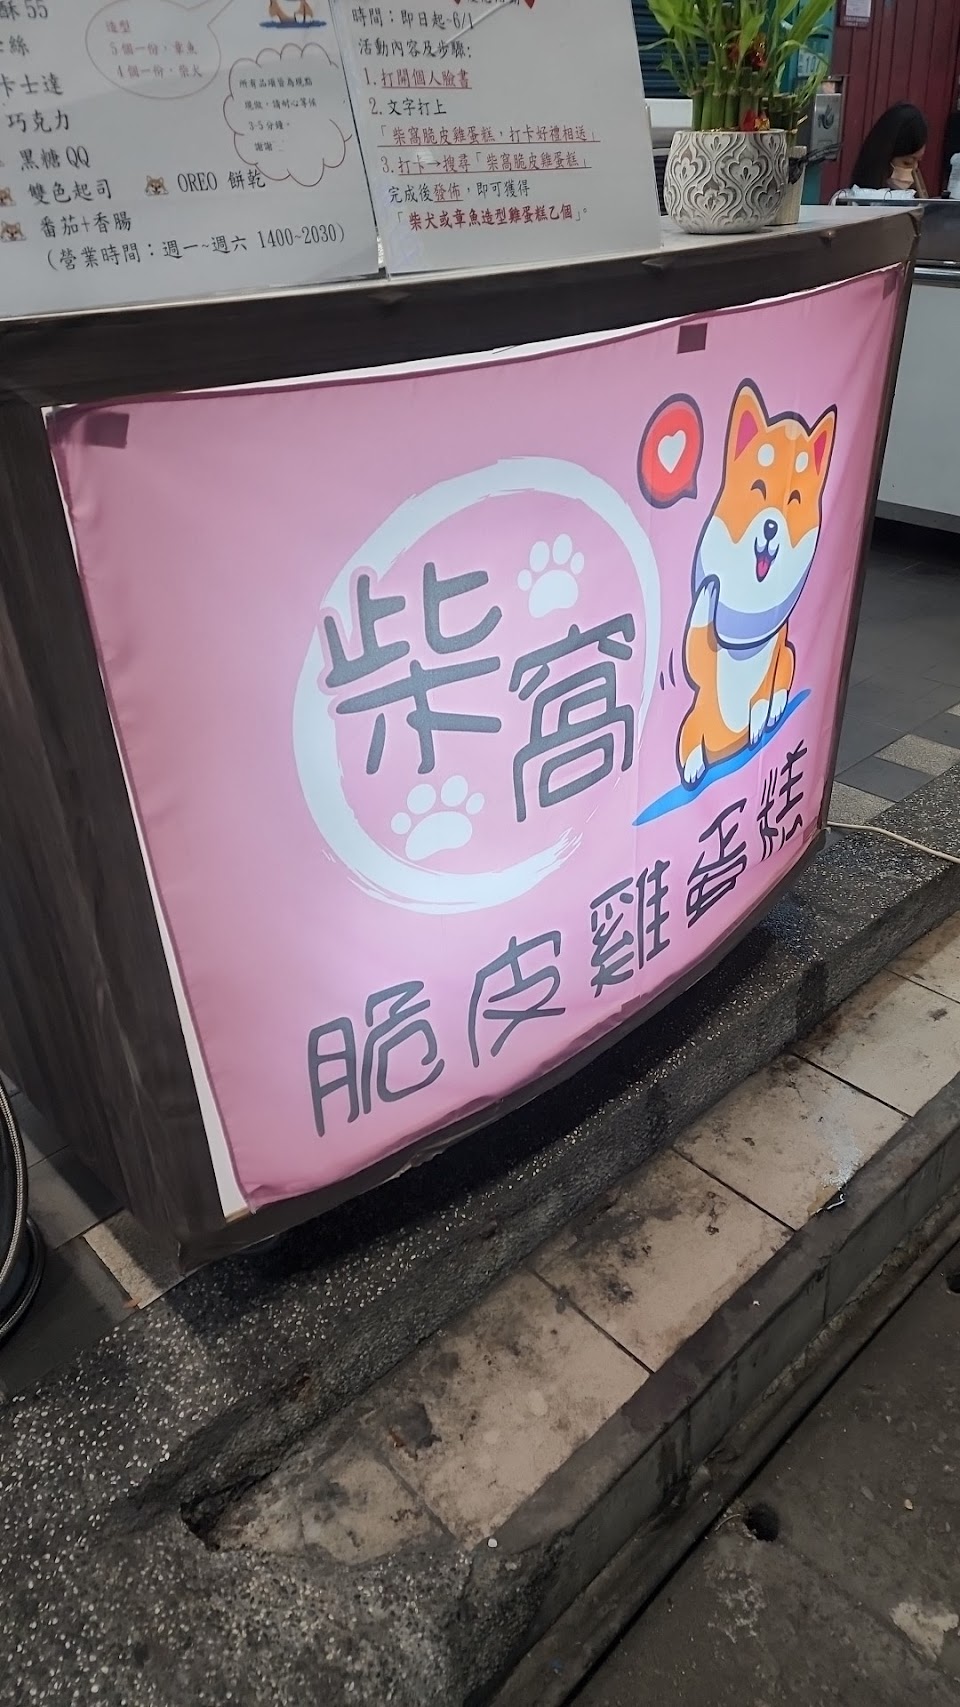 酥55
造型
5個一份，章魚
4個一份，柴犬
絲
卡士達
巧克力
黑糖QQ
雙色起司
OREO 餅乾
番茄+香腸
(營業時間：週一~週六 1400~2030)
所有品項皆為現點
現做，請耐心等候
3-5分鐘。
謝謝
時間：即日起~6/1
活動內容及步驟：
1. 打開個人臉書
2. 文字打上
「柴窩脆皮雞蛋糕，打卡好禮相送」
3. 打卡→搜尋「柴窩脆皮雞蛋糕」
完成後發佈，即可獲得
「柴犬或章魚造型雞蛋糕乙個」。
柴窩
脆皮雞蛋糕